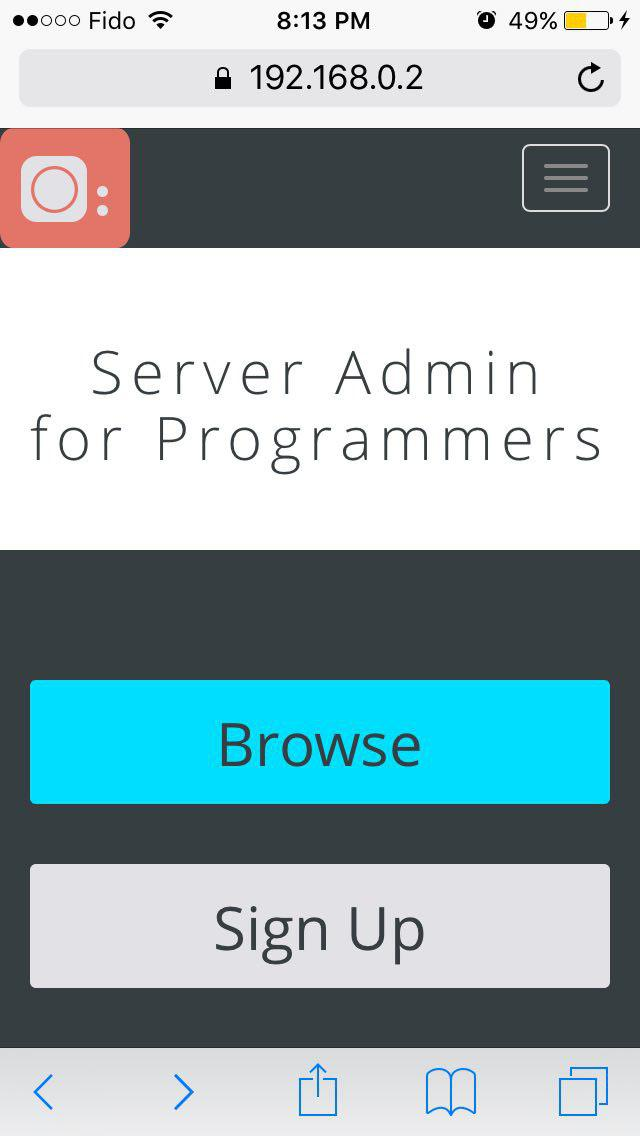 Fido 8:13 PM 49%
192.168.0.2
Server Admin
for Programmers
Browse
Sign Up